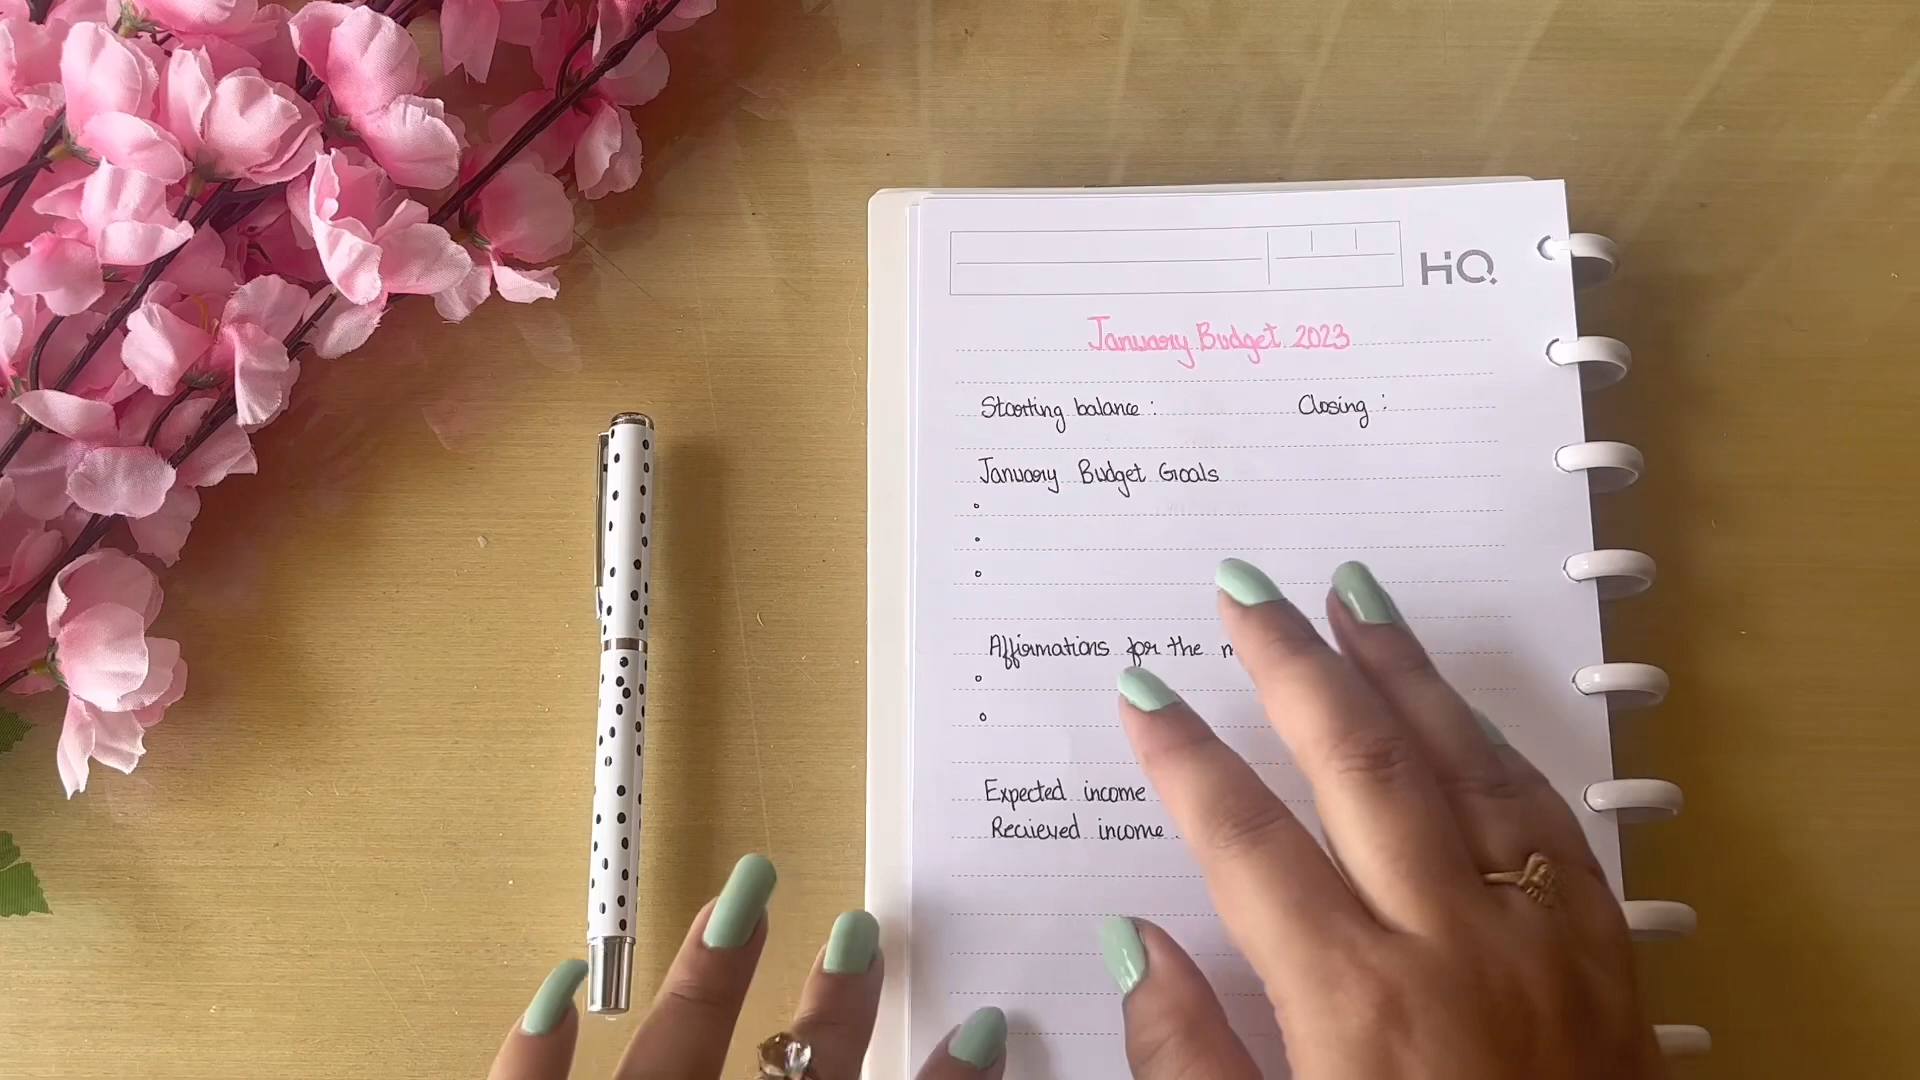 HQ
January Budget 2023
Starting balance : Closing :
January Budget Goals
Affirmations for the
Expected income
Recieved income